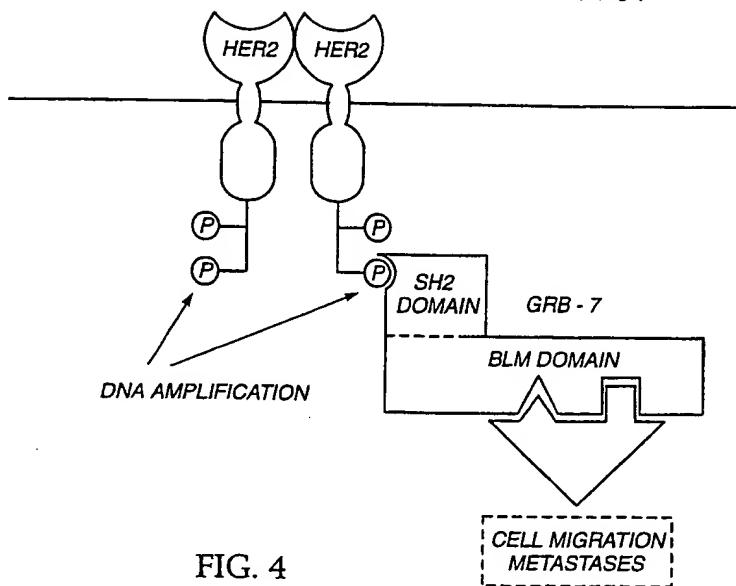 HER2 HER2
P P
P P
SH2
DOMAIN
GRB - 7
BLM DOMAIN
DNA AMPLIFICATION
CELL MIGRATION
METASTASES
FIG. 4